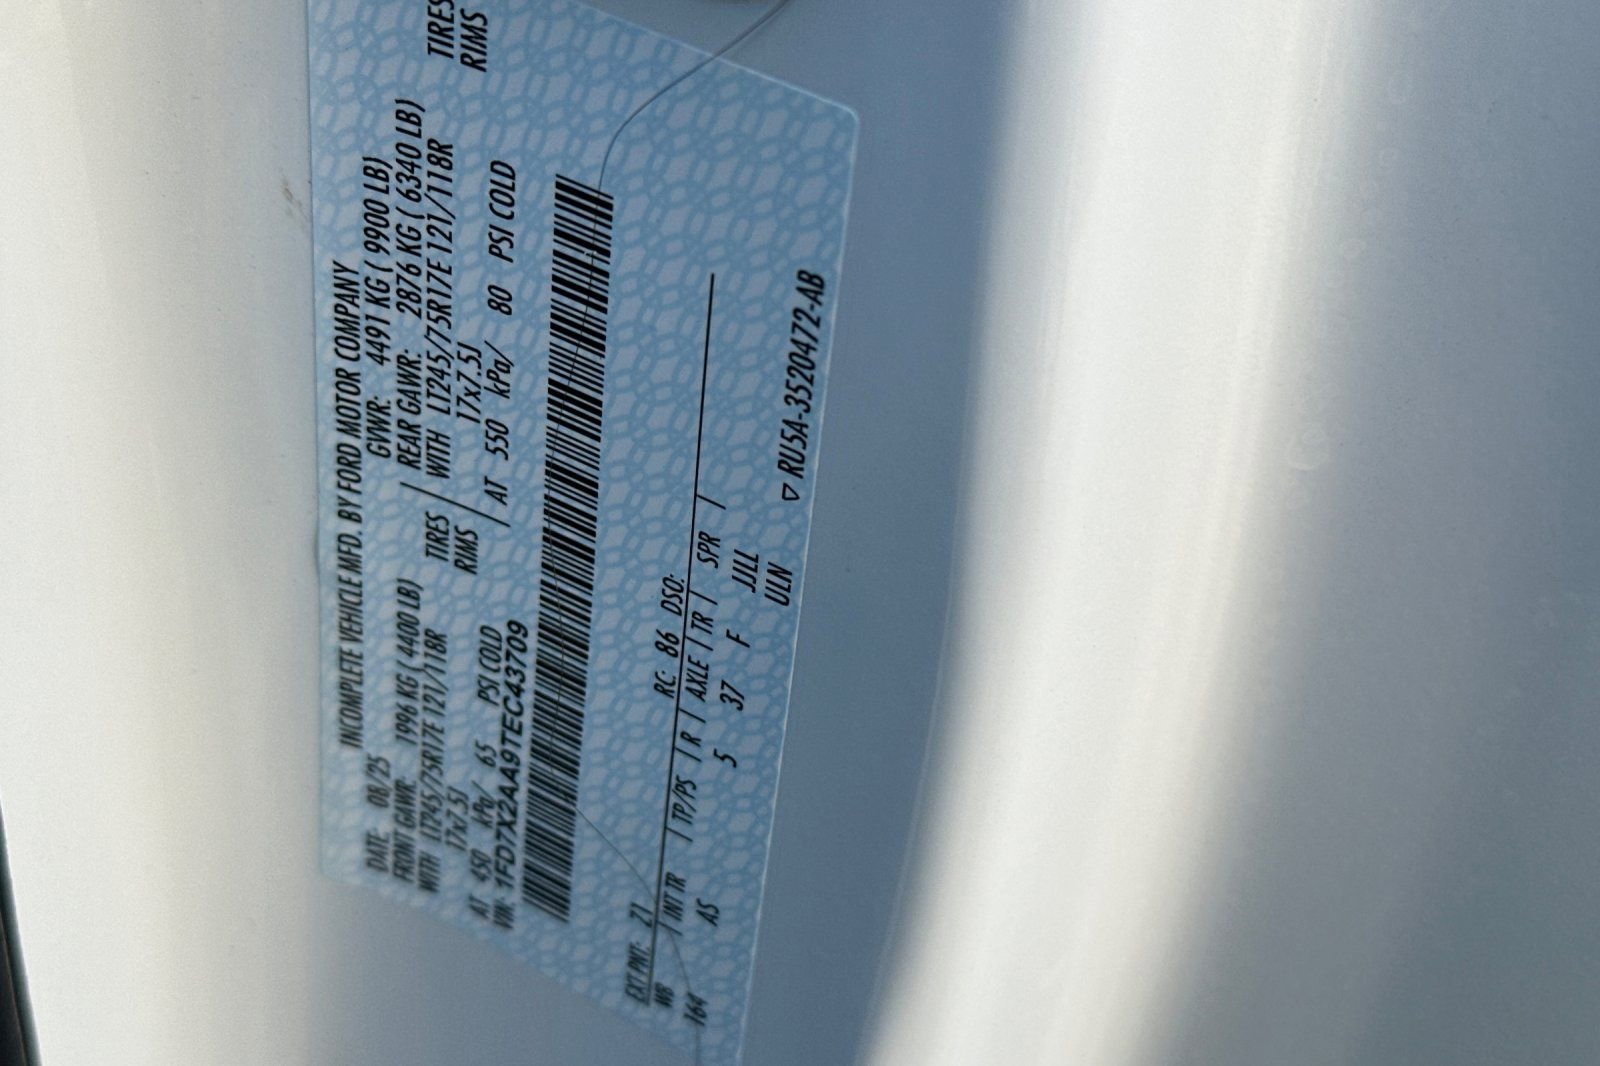 INCOMPLETE VEHICLE MFD. BY FORD MOTOR COMPANY
DATE: 08/25 GVWR: 4491 KG ( 9900 LB)
FRONT GAWR: 1996 KG ( 4400 LB) REAR GAWR: 2876 KG ( 6340 LB)
WITH LT245/75R17E 121/118R TIRES WITH LT245/75R17E 121/118R TIRES
17x7.5J RIMS 17x7.5J RIMS
AT 450 kPa/ 65 PSI COLD AT 550 kPa/ 80 PSI COLD
VIN: 1FD7X2AA9TEC43709
EXT PNT: Z1 RC: 86 DSO:
WB | INT TR | TP/PS | R | AXLE | TR | SPR |
164 AS 5 37 F JJLL
ULN
▽ RU5A-3520472-AB